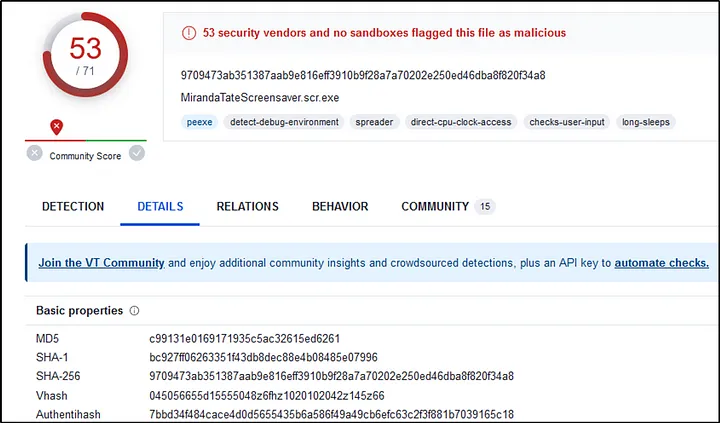 53
/ 71
53 security vendors and no sandboxes flagged this file as malicious
9709473ab351387aab9e816eff3910b9f28a7a70202e250ed46dba8f820f34a8
MirandaTateScreensaver.scr.exe
peexe detect-debug-environment spreader direct-cpu-clock-access checks-user-input long-sleeps
Community Score
DETECTION DETAILS RELATIONS BEHAVIOR COMMUNITY 15
Join the VT Community and enjoy additional community insights and crowdsourced detections, plus an API key to automate checks.
Basic properties
MD5 c99131e0169171935c5ac32615ed6261
SHA-1 bc927ff06263351f43db8dec88e4b08485e07996
SHA-256 9709473ab351387aab9e816eff3910b9f28a7a70202e250ed46dba8f820f34a8
Vhash 045056655d15555048z6fhz1020102042z145z66
Authentihash 7bbd34f484cace4d0d5655435b6a586f49a49cb6efc63c2f3f881b7039165c18